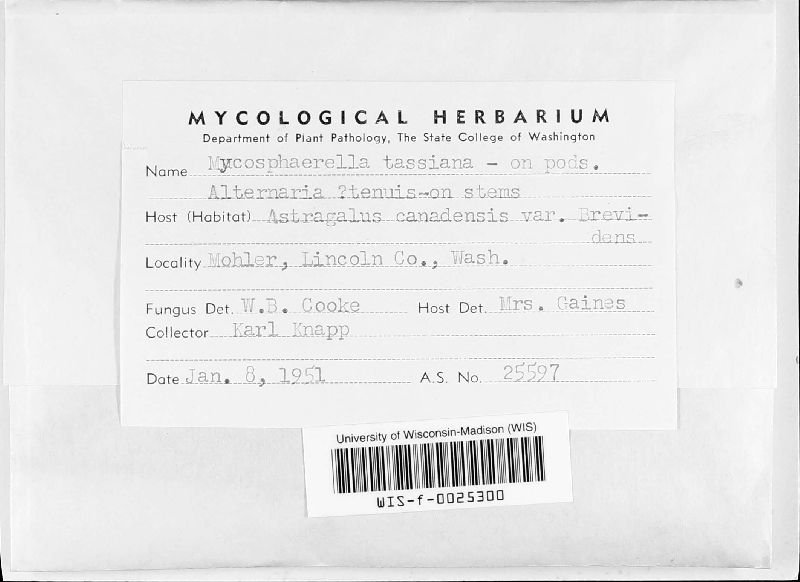 MYCOLOGICAL HERBARIUM
Department of Plant Pathology, The State College of Washington
Name Mycosphaerella tassiana - on pods.
Alternaria ?tenuis-on stems
Host (Habitat) Astragalus canadensis var. Brevi-
dens
Locality Mohler, Lincoln Co., Wash.
Fungus Det. W.B. Cooke Host Det. Mrs. Gaines
Collector Karl Knapp
Date Jan. 8, 1951 A.S. No. 25597
University of Wisconsin-Madison (WIS)
WIS-f-0025300